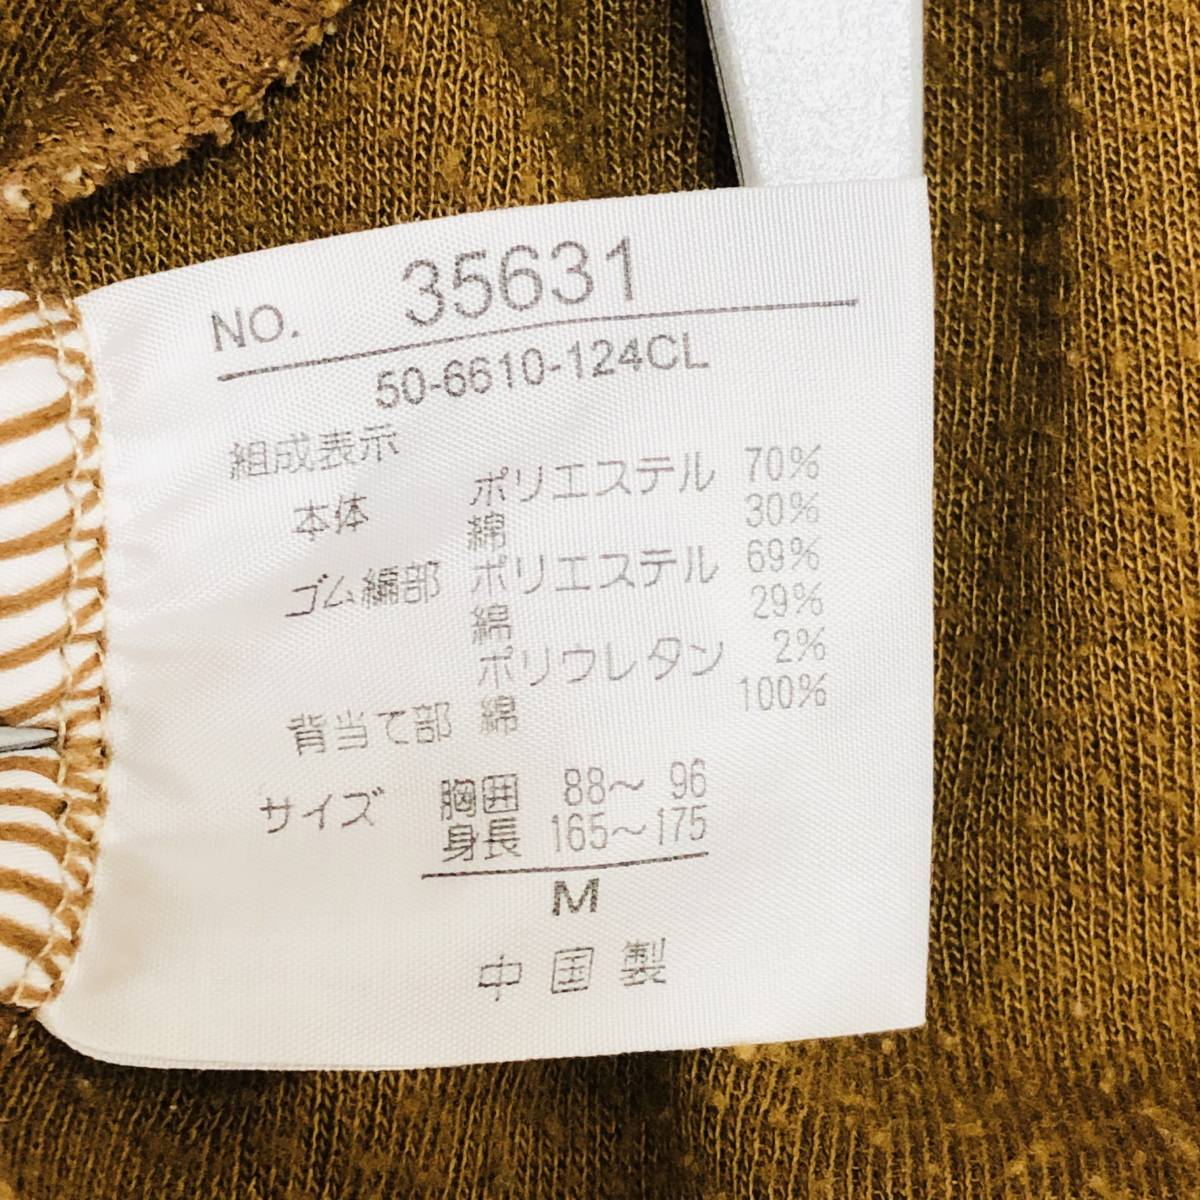 NO. 35631
50-6610-124CL
組成表示
本体 ポリエステル 70%
綿 30%
ゴム編部 ポリエステル 69%
綿 29%
ポリウレタン 2%
背当て部 綿 100%
サイズ 胸囲 88〜 96
身長 165〜175
M
中国製